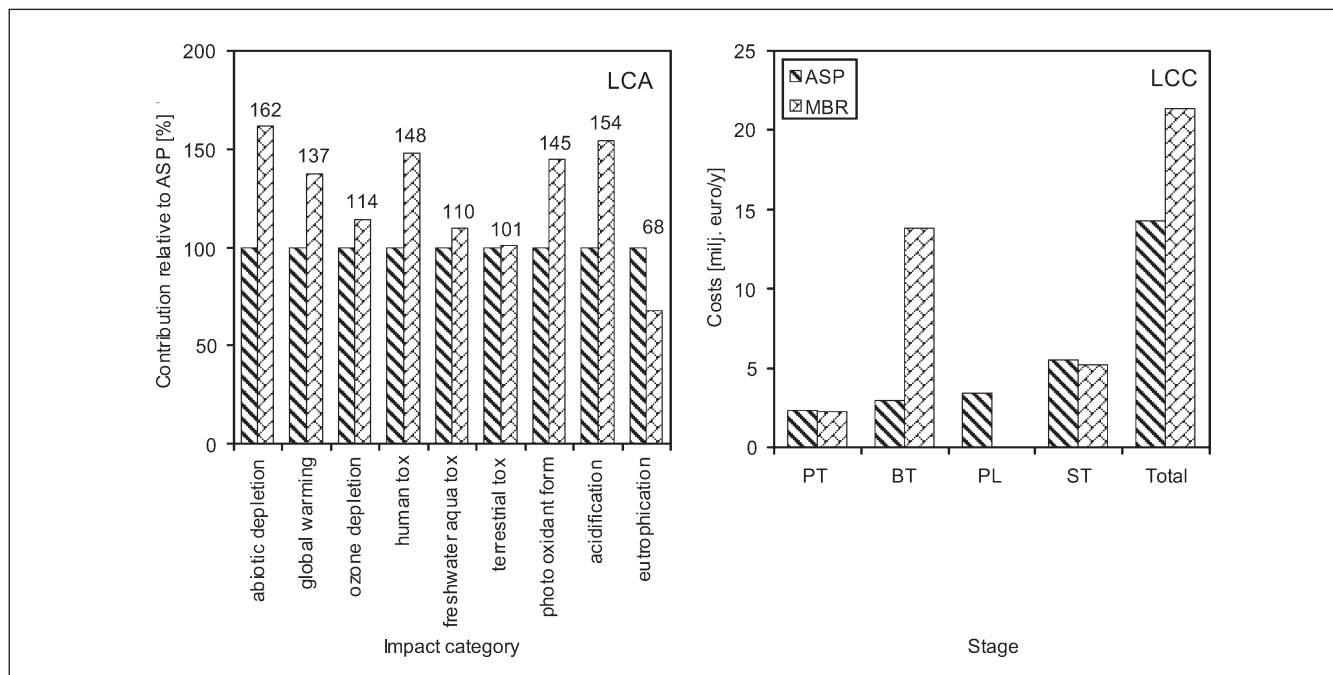 LCA
Contribution relative to ASP [%]
200
150
100
50
0
162
137
114
148
110
101
145
154
68
abiotic depletion
global warming
ozone depletion
human tox
freshwater aqua tox
terrestrial tox
photo oxidant form
acidification
eutrophication
Impact category
LCC
ASP
MBR
Costs [milj. euro/y]
25
20
15
10
5
0
PT BT PL ST Total
Stage